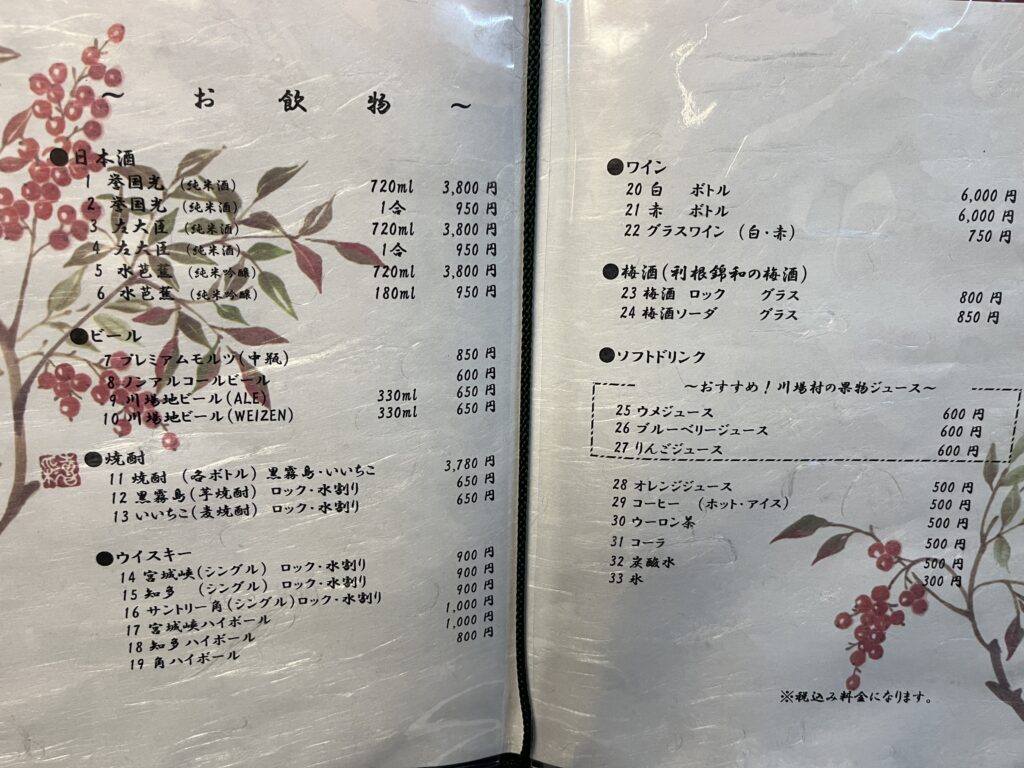 ～ お飲物 ～
●日本酒
1 誉国光 (純米酒) 720ml 3,800円
2 誉国光 (純米酒) 1合 950円
3 左大臣 (純米酒) 720ml 3,800円
4 左大臣 (純米酒) 1合 950円
5 水芭蕉 (純米吟醸) 720ml 3,800円
6 水芭蕉 (純米吟醸) 180ml 950円
●ビール
7 プレミアムモルツ(中瓶) 850円
8 ノンアルコールビール 600円
9 川場地ビール(ALE) 330ml 650円
10 川場地ビール(WEIZEN) 330ml 650円
●焼酎
11 焼酎 (各ボトル) 黒霧島・いいちこ 3,780円
12 黒霧島(芋焼酎) ロック・水割り 650円
13 いいちこ(麦焼酎) ロック・水割り 650円
●ウイスキー
14 宮城峡(シングル) ロック・水割り 900円
15 知多 (シングル) ロック・水割り 900円
16 サントリー角(シングル)ロック・水割り 900円
17 宮城峡ハイボール 1,000円
18 知多ハイボール 1,000円
19 角ハイボール 800円
●ワイン
20 白 ボトル 6,000円
21 赤 ボトル 6,000円
22 グラスワイン (白・赤) 750円
●梅酒(利根錦和の梅酒)
23 梅酒 ロック グラス 800円
24 梅酒ソーダ グラス 850円
●ソフトドリンク
～おすすめ！川場村の果物ジュース～
25 ウメジュース 600円
26 ブルーベリージュース 600円
27 りんごジュース 600円
28 オレンジジュース 500円
29 コーヒー (ホット・アイス) 500円
30 ウーロン茶 500円
31 コーラ 500円
32 炭酸水 500円
33 氷 300円
※税込み料金になります。